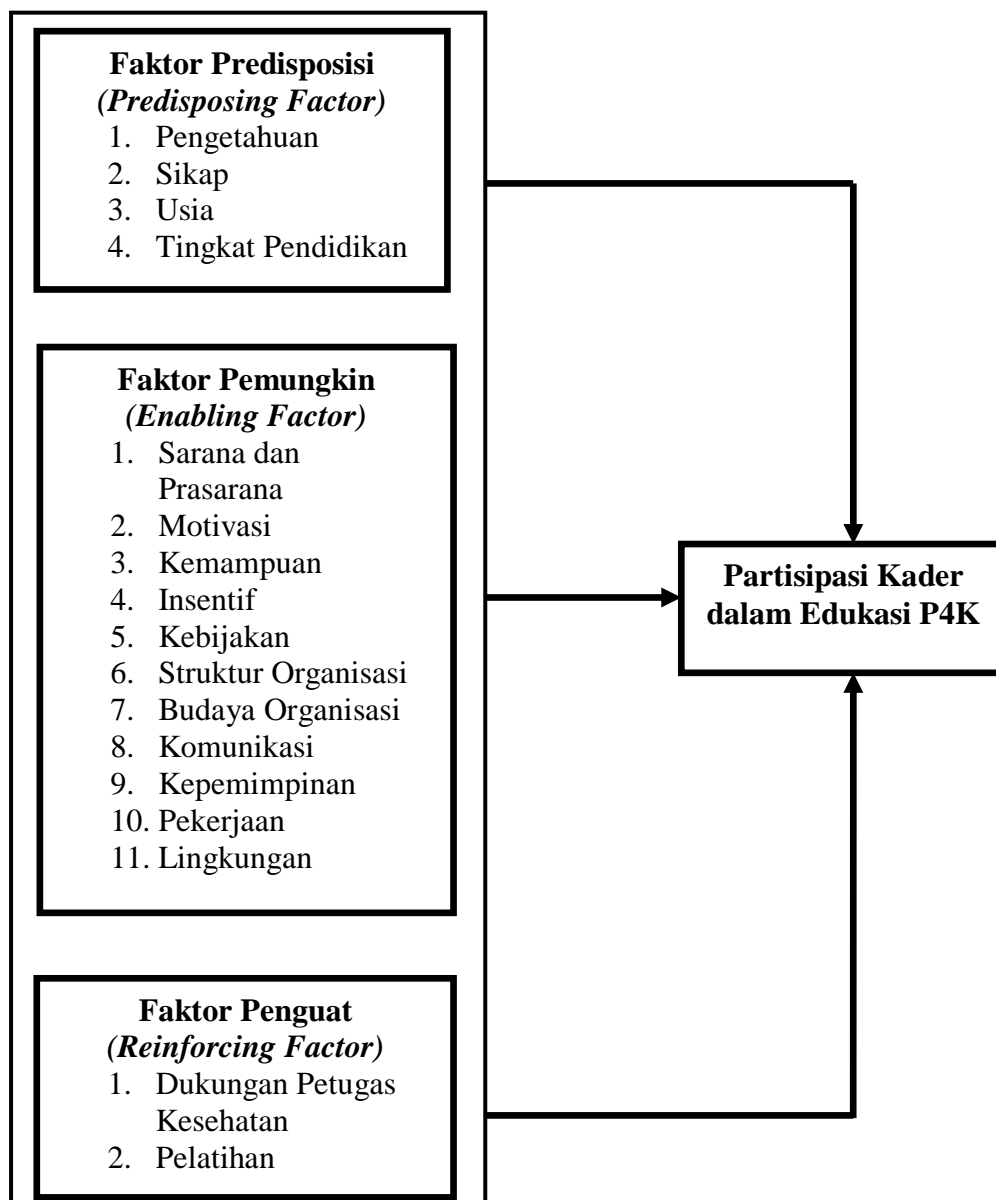 Faktor Predisposisi
(Predisposing Factor)
1. Pengetahuan
2. Sikap
3. Usia
4. Tingkat Pendidikan
Faktor Pemungkin
(Enabling Factor)
1. Sarana dan
Prasarana
2. Motivasi
3. Kemampuan
4. Insentif
5. Kebijakan
6. Struktur Organisasi
7. Budaya Organisasi
8. Komunikasi
9. Kepemimpinan
10. Pekerjaan
11. Lingkungan
Partisipasi Kader
dalam Edukasi P4K
Faktor Penguat
(Reinforcing Factor)
1. Dukungan Petugas
Kesehatan
2. Pelatihan